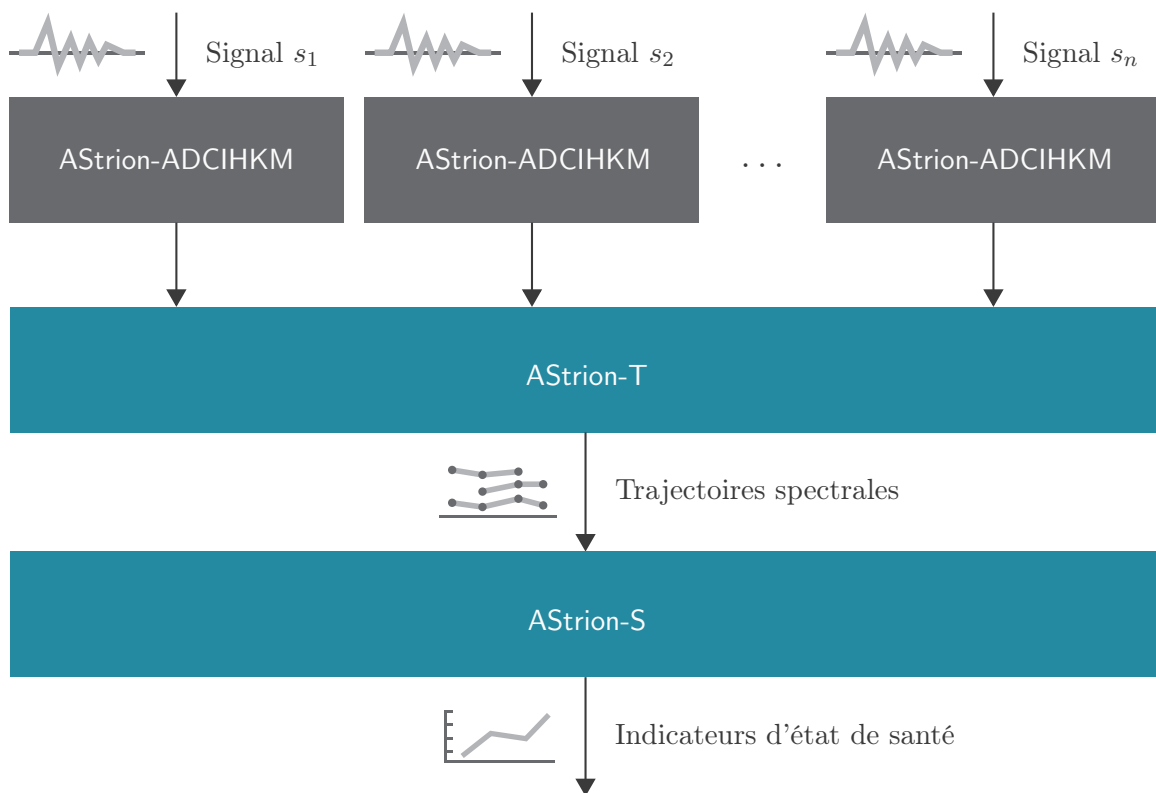 Signal s₁ Signal s₂ Signal sₙ
AStrion-ADCIHKM AStrion-ADCIHKM ... AStrion-ADCIHKM
AStrion-T
Trajectoires spectrales
AStrion-S
Indicateurs d'état de santé